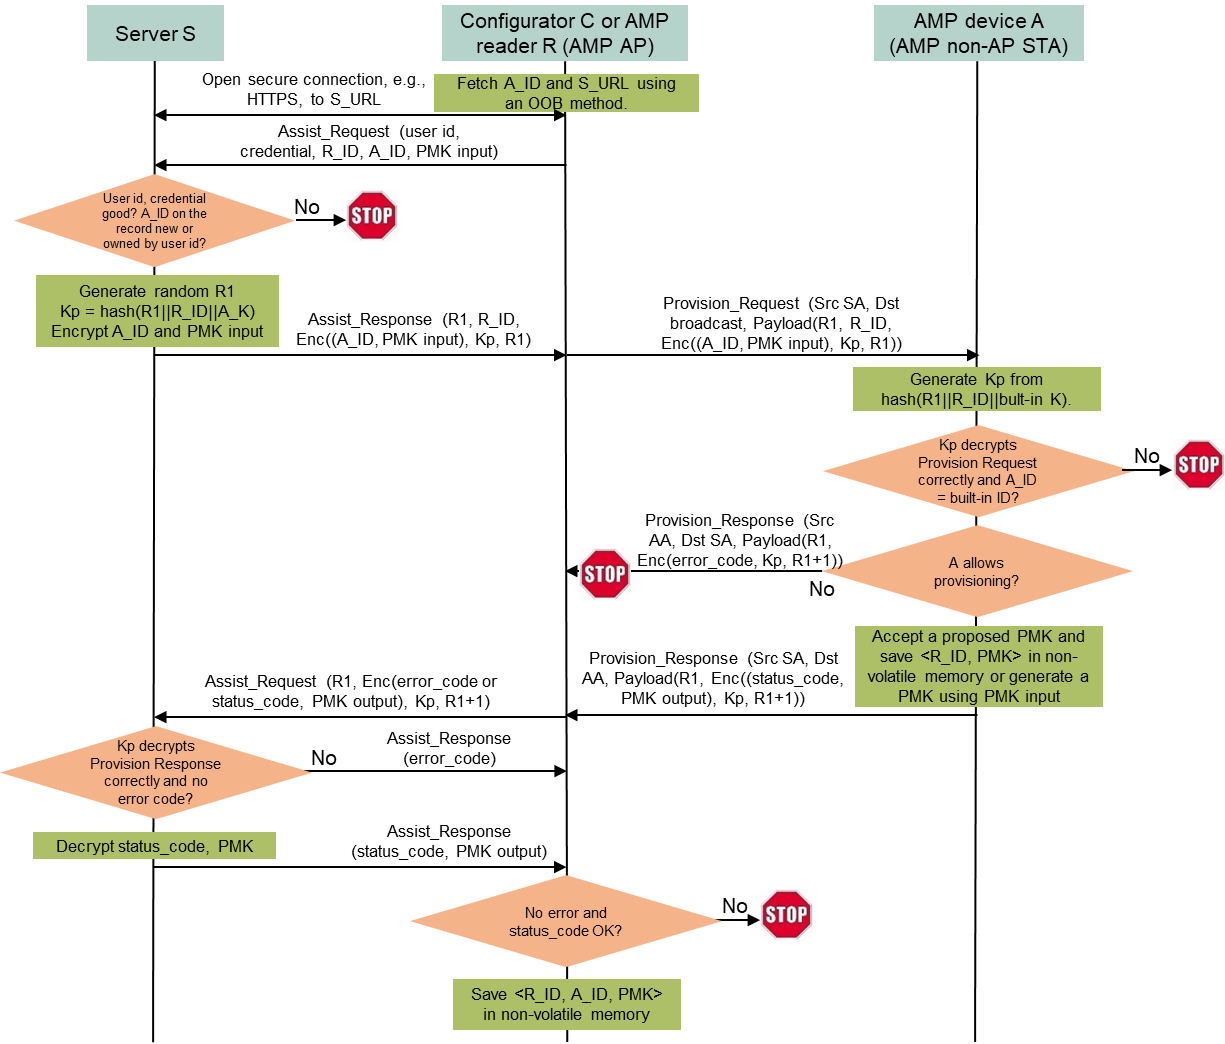 Server S
Configurator C or AMP
reader R (AMP AP)
AMP device A
(AMP non-AP STA)
Open secure connection, e.g.,
HTTPS, to S_URL
Fetch A_ID and S_URL using
an OOB method.
Assist_Request (user id,
credential, R_ID, A_ID, PMK input)
User id, credential
good? A_ID on the
record new or
owned by user id?
No
STOP
Generate random R1
Kp = hash(R1||R_ID||A_K)
Encrypt A_ID and PMK input
Assist_Response (R1, R_ID,
Enc((A_ID, PMK input), Kp, R1)
Provision_Request (Src SA, Dst
broadcast, Payload(R1, R_ID,
Enc((A_ID, PMK input), Kp, R1))
Generate Kp from
hash(R1||R_ID||bult-in K).
Kp decrypts
Provision Request
correctly and A_ID
= built-in ID?
No
STOP
Provision_Response (Src
AA, Dst SA, Payload(R1,
Enc(error_code, Kp, R1+1))
STOP
No
A allows
provisioning?
Accept a proposed PMK and
save <R_ID, PMK> in non-
volatile memory or generate a
PMK using PMK input
Provision_Response (Src SA, Dst
AA, Payload(R1, Enc((status_code,
PMK output), Kp, R1+1))
Assist_Request (R1, Enc(error_code or
status_code, PMK output), Kp, R1+1)
Kp decrypts
Provision Response
correctly and no
error code?
No
Assist_Response
(error_code)
Decrypt status_code, PMK
Assist_Response
(status_code, PMK output)
No error and
status_code OK?
No
STOP
Save <R_ID, A_ID, PMK>
in non-volatile memory